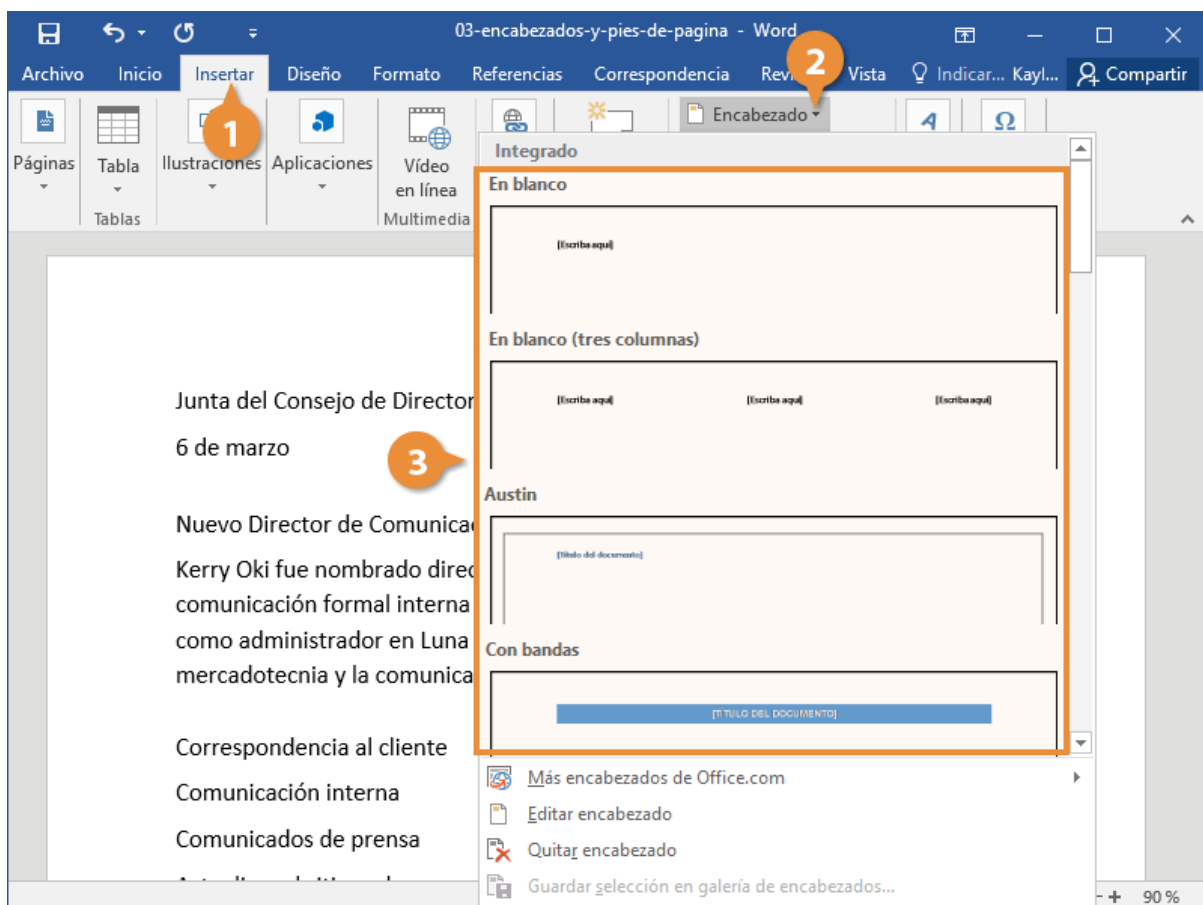 03-encabezados-y-pies-de-pagina - Word
2
Archivo Inicio Insertar Diseño Formato Referencias Correspondencia Vista Indicar... Kayl... Compartir
1
Encabezado
Páginas Tabla Ilustraciones Aplicaciones Vídeo en línea
Tablas Multimedia
Integrado
En blanco
[Escriba aquí]
En blanco (tres columnas)
[Escriba aquí] [Escriba aquí] [Escriba aquí]
Austin
[Título del documento]
Con bandas
[TITULO DEL DOCUMENTO]
Más encabezados de Office.com
Editar encabezado
Quitar encabezado
Guardar selección en galería de encabezados...
3
Junta del Consejo de Director
6 de marzo
Nuevo Director de Comunica
Kerry Oki fue nombrado direc
comunicación formal interna
como administrador en Luna
mercadotecnia y la comunica
Correspondencia al cliente
Comunicación interna
Comunicados de prensa
90 %